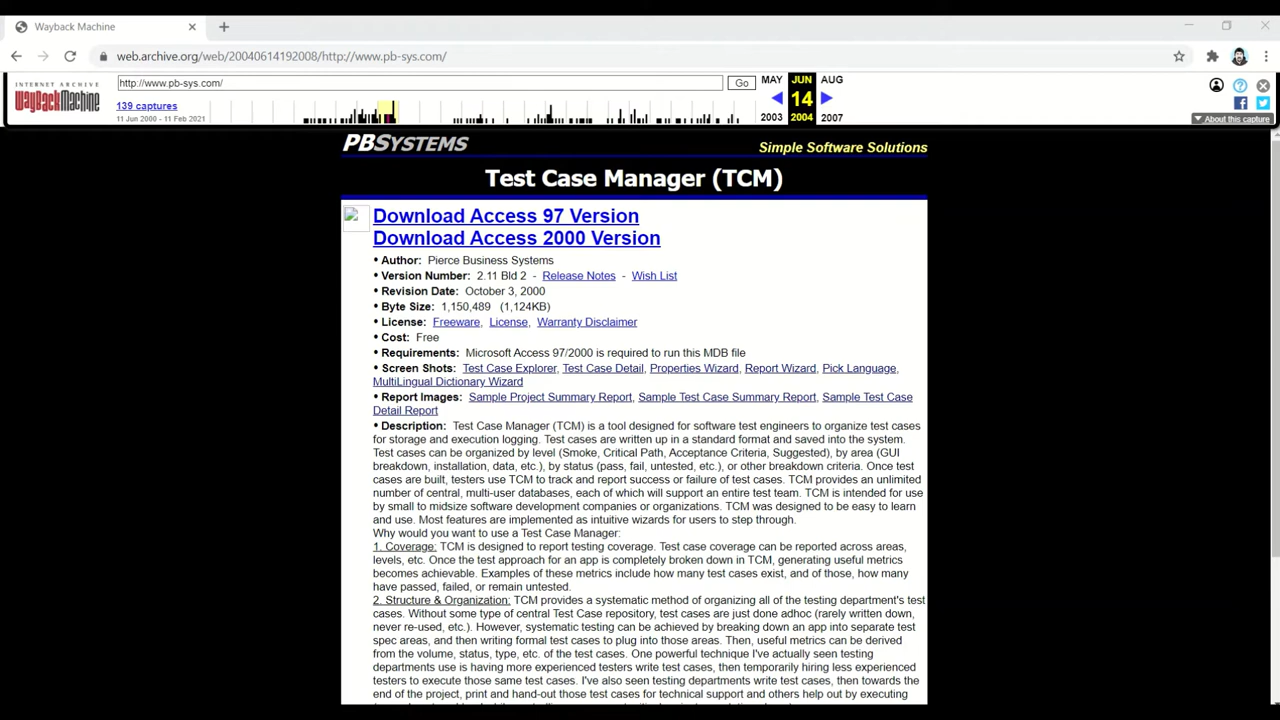 Wayback Machine
web.archive.org/web/20040614192008/http://www.pb-sys.com/
INTERNET ARCHIVE
WayBackMachine
http://www.pb-sys.com/
Go
MAY
JUN
AUG
139 captures
14
11 Jun 2000 - 11 Feb 2021
2003
2004
2007
About this capture
PBSYSTEMS
Simple Software Solutions
Test Case Manager (TCM)
Download Access 97 Version
Download Access 2000 Version
• Author: Pierce Business Systems
• Version Number: 2.11 Bld 2 - Release Notes - Wish List
• Revision Date: October 3, 2000
• Byte Size: 1,150,489 (1,124KB)
• License: Freeware, License, Warranty Disclaimer
• Cost: Free
• Requirements: Microsoft Access 97/2000 is required to run this MDB file
• Screen Shots: Test Case Explorer, Test Case Detail, Properties Wizard, Report Wizard, Pick Language,
MultiLingual Dictionary Wizard
• Report Images: Sample Project Summary Report, Sample Test Case Summary Report, Sample Test Case
Detail Report
• Description: Test Case Manager (TCM) is a tool designed for software test engineers to organize test cases
for storage and execution logging. Test cases are written up in a standard format and saved into the system.
Test cases can be organized by level (Smoke, Critical Path, Acceptance Criteria, Suggested), by area (GUI
breakdown, installation, data, etc.), by status (pass, fail, untested, etc.), or other breakdown criteria. Once test
cases are built, testers use TCM to track and report success or failure of test cases. TCM provides an unlimited
number of central, multi-user databases, each of which will support an entire test team. TCM is intended for use
by small to midsize software development companies or organizations. TCM was designed to be easy to learn
and use. Most features are implemented as intuitive wizards for users to step through.
Why would you want to use a Test Case Manager:
1. Coverage: TCM is designed to report testing coverage. Test case coverage can be reported across areas,
levels, etc. Once the test approach for an app is completely broken down in TCM, generating useful metrics
becomes achievable. Examples of these metrics include how many test cases exist, and of those, how many
have passed, failed, or remain untested.
2. Structure & Organization: TCM provides a systematic method of organizing all of the testing department's test
cases. Without some type of central Test Case repository, test cases are just done adhoc (rarely written down,
never re-used, etc.). However, systematic testing can be achieved by breaking down an app into separate test
spec areas, and then writing formal test cases to plug into those areas. Then, useful metrics can be derived
from the volume, status, type, etc. of the test cases. One powerful technique I've actually seen testing
departments use is having more experienced testers write test cases, then temporarily hiring less experienced
testers to execute those same test cases. I've also seen testing departments write test cases, then towards the
end of the project, print and hand-out those test cases for technical support and others help out by executing